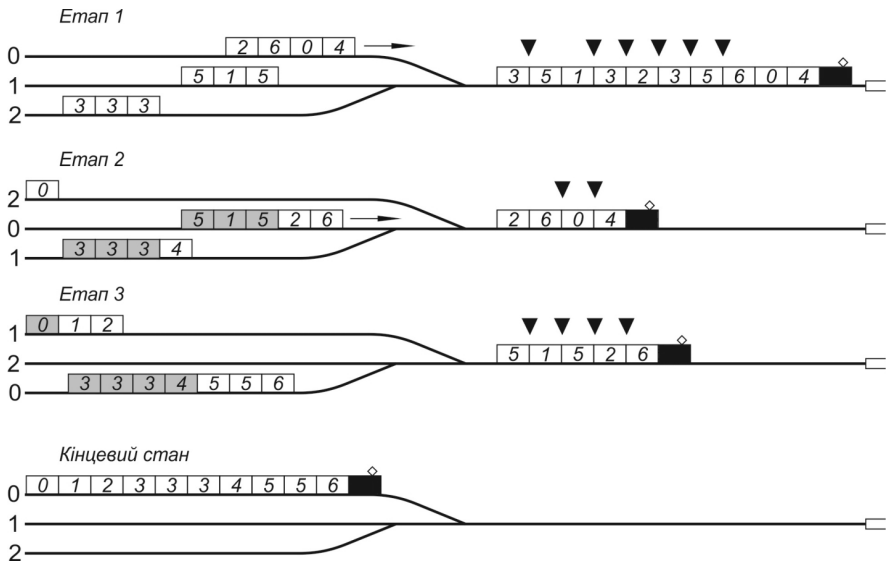 Етап 1
0 2 6 0 4
1 5 1 5 3 5 1 3 2 3 5 6 0 4
2 3 3 3
Етап 2
2 0
0 5 1 5 2 6 2 6 0 4
1 3 3 3 4
Етап 3
1 0 1 2
2 5 1 5 2 6
0 3 3 3 4 5 5 6
Кінцевий стан
0 0 1 2 3 3 3 4 5 5 6
1
2